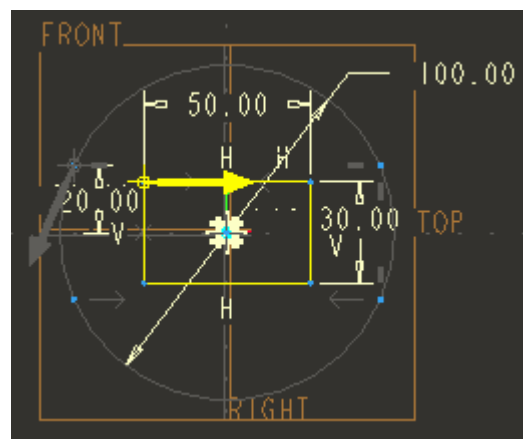 FRONT
100.00
50.00
H H
20.00
30.00
V
V
TOP
H
RIGHT